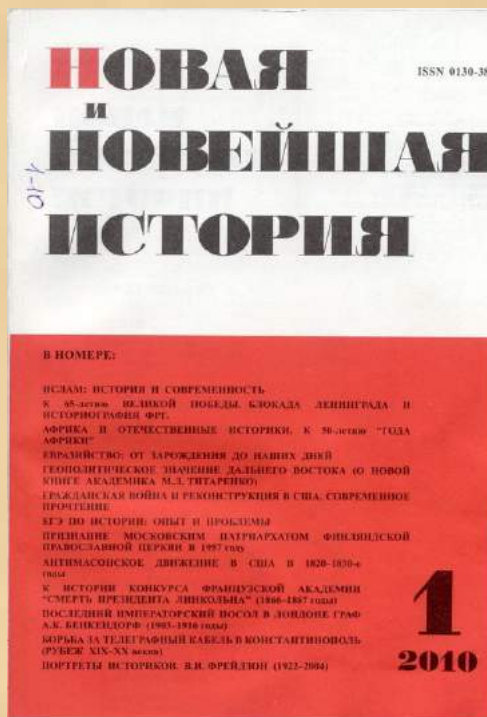 НОВАЯ
ISSN 0130-38
и
НОВЕЙШАЯ
1-10
ИСТОРИЯ
В НОМЕРЕ:
ИСЛАМ: ИСТОРИЯ И СОВРЕМЕННОСТЬ
К 65-летию ВЕЛИКОЙ ПОБЕДЫ. БЛОКАДА ЛЕНИНГРАДА И
ИСТОРИОГРАФИЯ ФРГ.
АФРИКА И ОТЕЧЕСТВЕННЫЕ ИСТОРИКИ. К 50-летию "ГОДА
АФРИКИ"
ЕВРАЗИЙСТВО: ОТ ЗАРОЖДЕНИЯ ДО НАШИХ ДНЕЙ
ГЕОПОЛИТИЧЕСКОЕ ЗНАЧЕНИЕ ДАЛЬНЕГО ВОСТОКА (О НОВОЙ
КНИГЕ АКАДЕМИКА М.Л. ТИТАРЕНКО)
ГРАЖДАНСКАЯ ВОЙНА И РЕКОНСТРУКЦИЯ В США. СОВРЕМЕННОЕ
ПРОЧТЕНИЕ
ЕГЭ ПО ИСТОРИИ: ОПЫТ И ПРОБЛЕМЫ
ПРИЗНАНИЕ МОСКОВСКИМ ПАТРИАРХАТОМ ФИНЛЯНДСКОЙ
ПРАВОСЛАВНОЙ ЦЕРКВИ В 1957 году
АНТИМАСОНСКОЕ ДВИЖЕНИЕ В США В 1820-1830-е
годы
К ИСТОРИИ КОНКУРСА ФРАНЦУЗСКОЙ АКАДЕМИИ
"СМЕРТЬ ПРЕЗИДЕНТА ЛИНКОЛЬНА" (1866-1867 годы)
ПОСЛЕДНИЙ ИМПЕРАТОРСКИЙ ПОСОЛ В ЛОНДОНЕ ГРАФ
А.К. БЕНКЕНДОРФ (1903-1916 годы)
БОРЬБА ЗА ТЕЛЕГРАФНЫЙ КАБЕЛЬ В КОНСТАНТИНОПОЛЬ
(РУБЕЖ XIX-XX веков)
ПОРТРЕТЫ ИСТОРИКОВ. В.И. ФРЕЙДЗОН (1922-2004)
1
2010